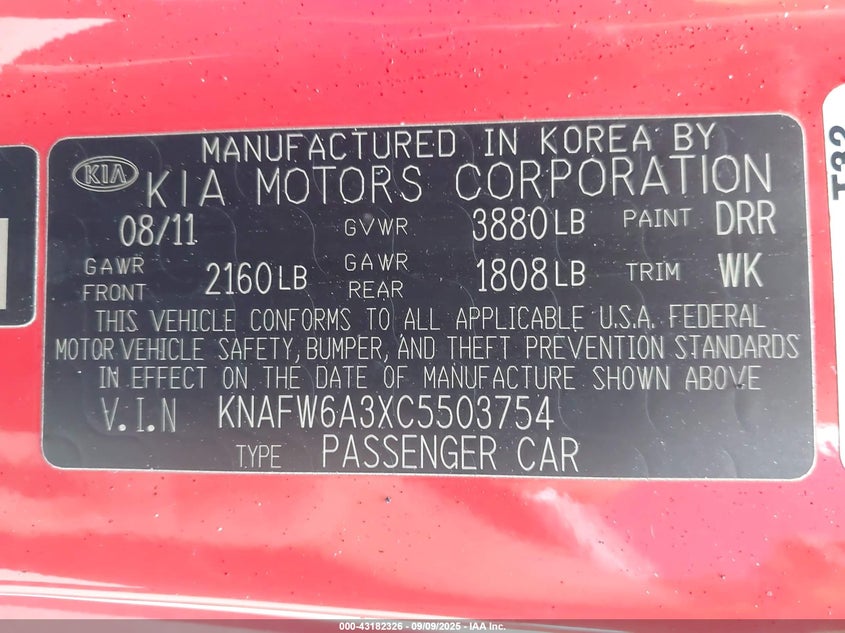 MANUFACTURED IN KOREA BY
KIA KIA MOTORS CORPORATION
08/11 GVWR 3880LB PAINT DRR
GAWR FRONT 2160LB GAWR REAR 1808LB TRIM WK
THIS VEHICLE CONFORMS TO ALL APPLICABLE U.S.A. FEDERAL
MOTOR VEHICLE SAFETY, BUMPER, AND THEFT PREVENTION STANDARDS
IN EFFECT ON THE DATE OF MANUFACTURE SHOWN ABOVE
V.I.N KNAFW6A3XC5503754
TYPE PASSENGER CAR
T32
000-43182326 - 09/09/2025 - IAA Inc.